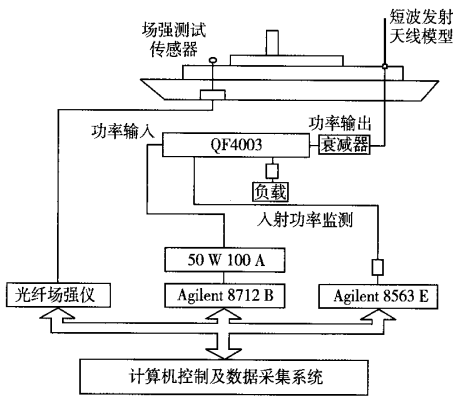 短波发射
天线模型
场强测试
传感器
功率输入
功率输出
QF4003
衰减器
负载
入射功率监测
50 W 100 A
光纤场强仪
Agilent 8712 B
Agilent 8563 E
计算机控制及数据采集系统